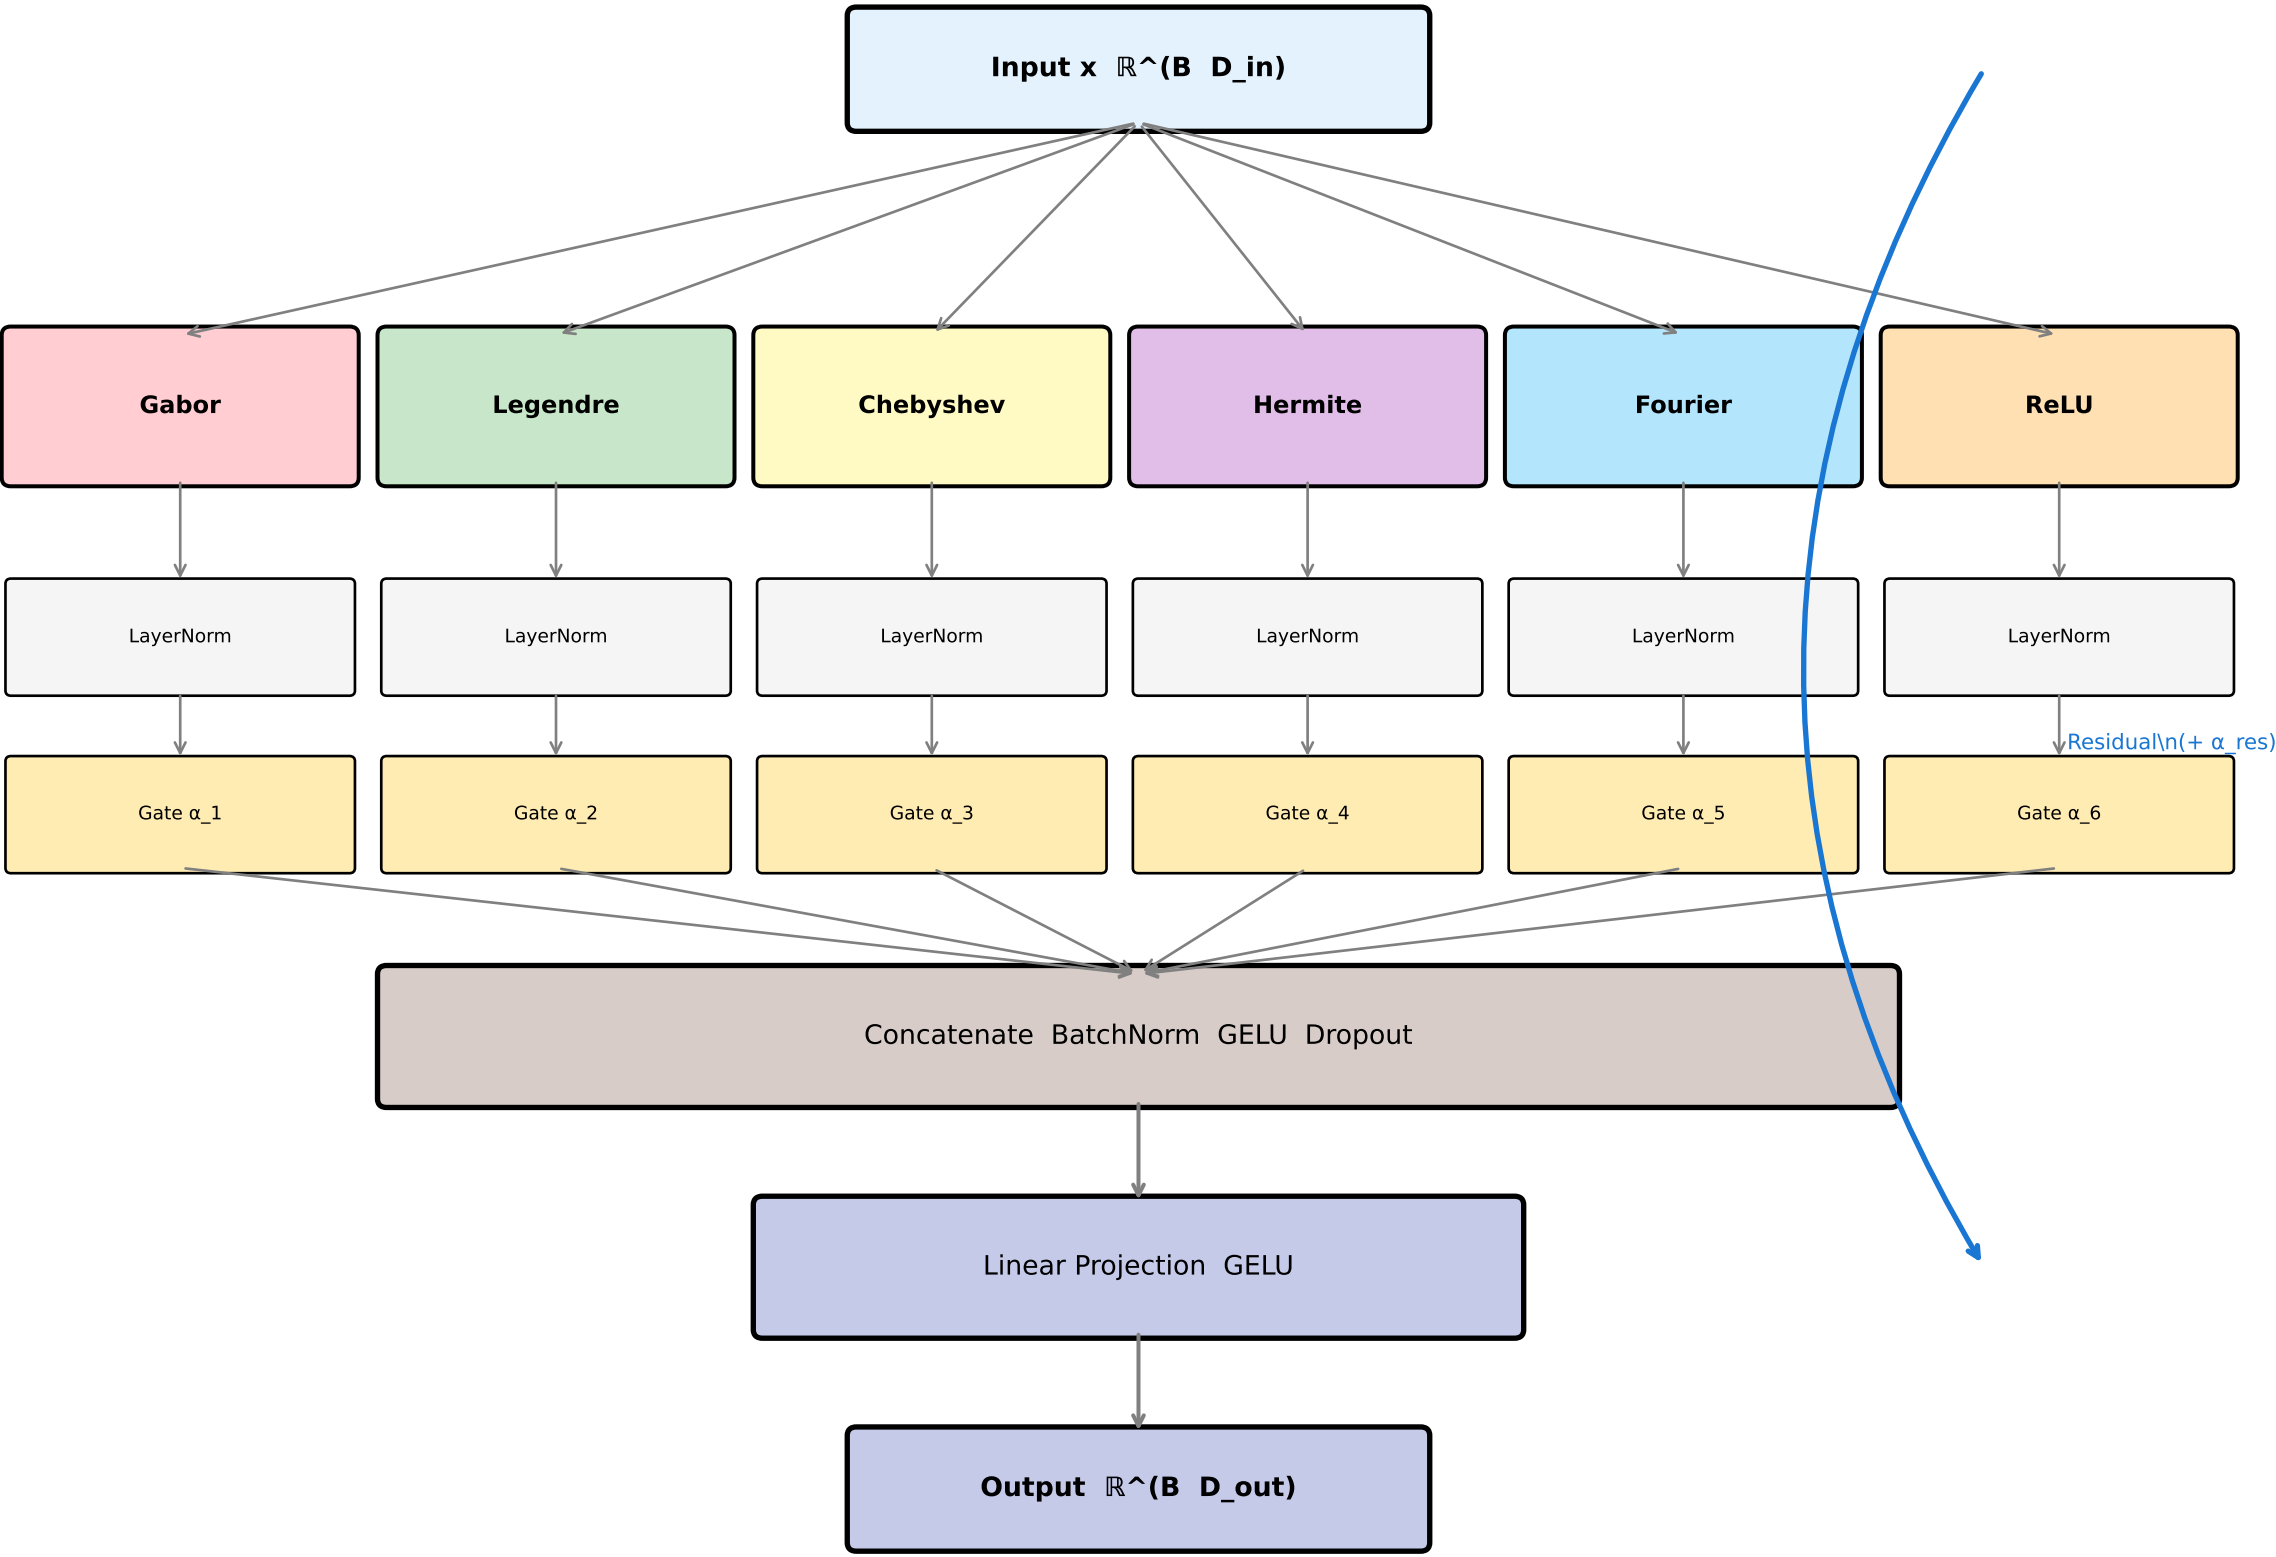 Input x ℝ^(B D_in)
Gabor
Legendre
Chebyshev
Hermite
Fourier
ReLU
LayerNorm
LayerNorm
LayerNorm
LayerNorm
LayerNorm
LayerNorm
Residual\n(+ α_res)
Gate α_1
Gate α_2
Gate α_3
Gate α_4
Gate α_5
Gate α_6
Concatenate BatchNorm GELU Dropout
Linear Projection GELU
Output ℝ^(B D_out)